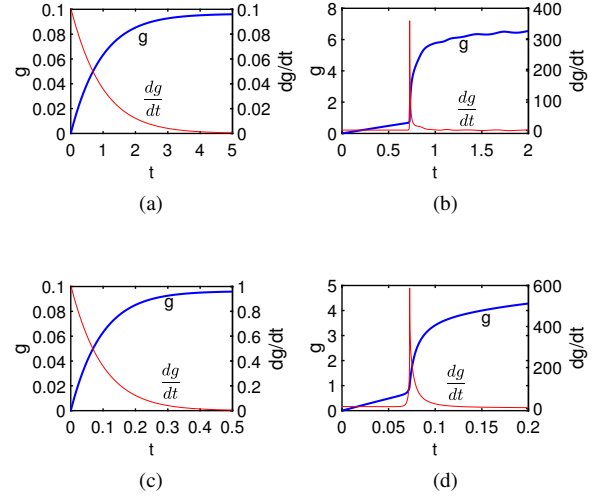 0.1 0.1
0.08 0.08
0.06 0.06
0.04 0.04
0.02 0.02
0 0
g dg/dt
g
dg
dt
0 1 2 3 4 5
t
(a)
8 400
6 300
4 200
2 100
0 0
g dg/dt
g
dg
dt
0 0.5 1 1.5 2
t
(b)
0.1 1
0.08 0.8
0.06 0.6
0.04 0.4
0.02 0.2
0 0
g dg/dt
g
dg
dt
0 0.1 0.2 0.3 0.4 0.5
t
(c)
5 600
4
3 400
2 200
1
0 0
g dg/dt
g
dg
dt
0 0.05 0.1 0.15 0.2
t
(d)